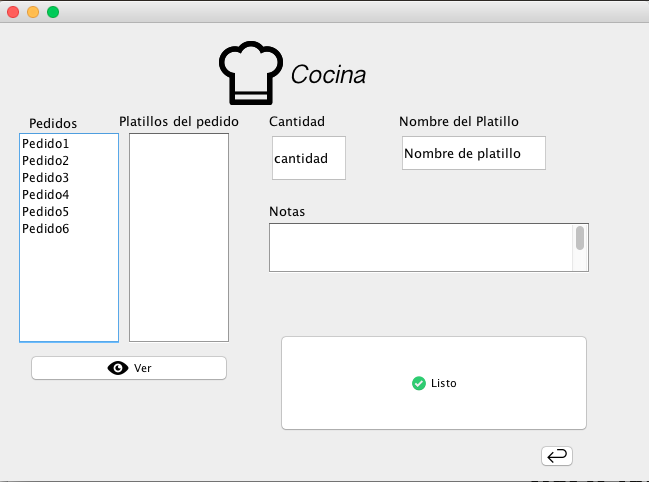 Cocina
Pedidos
Platillos del pedido
Cantidad
Nombre del Platillo
Pedido1
Pedido2
Pedido3
Pedido4
Pedido5
Pedido6
cantidad
Nombre de platillo
Notas
Ver
Listo